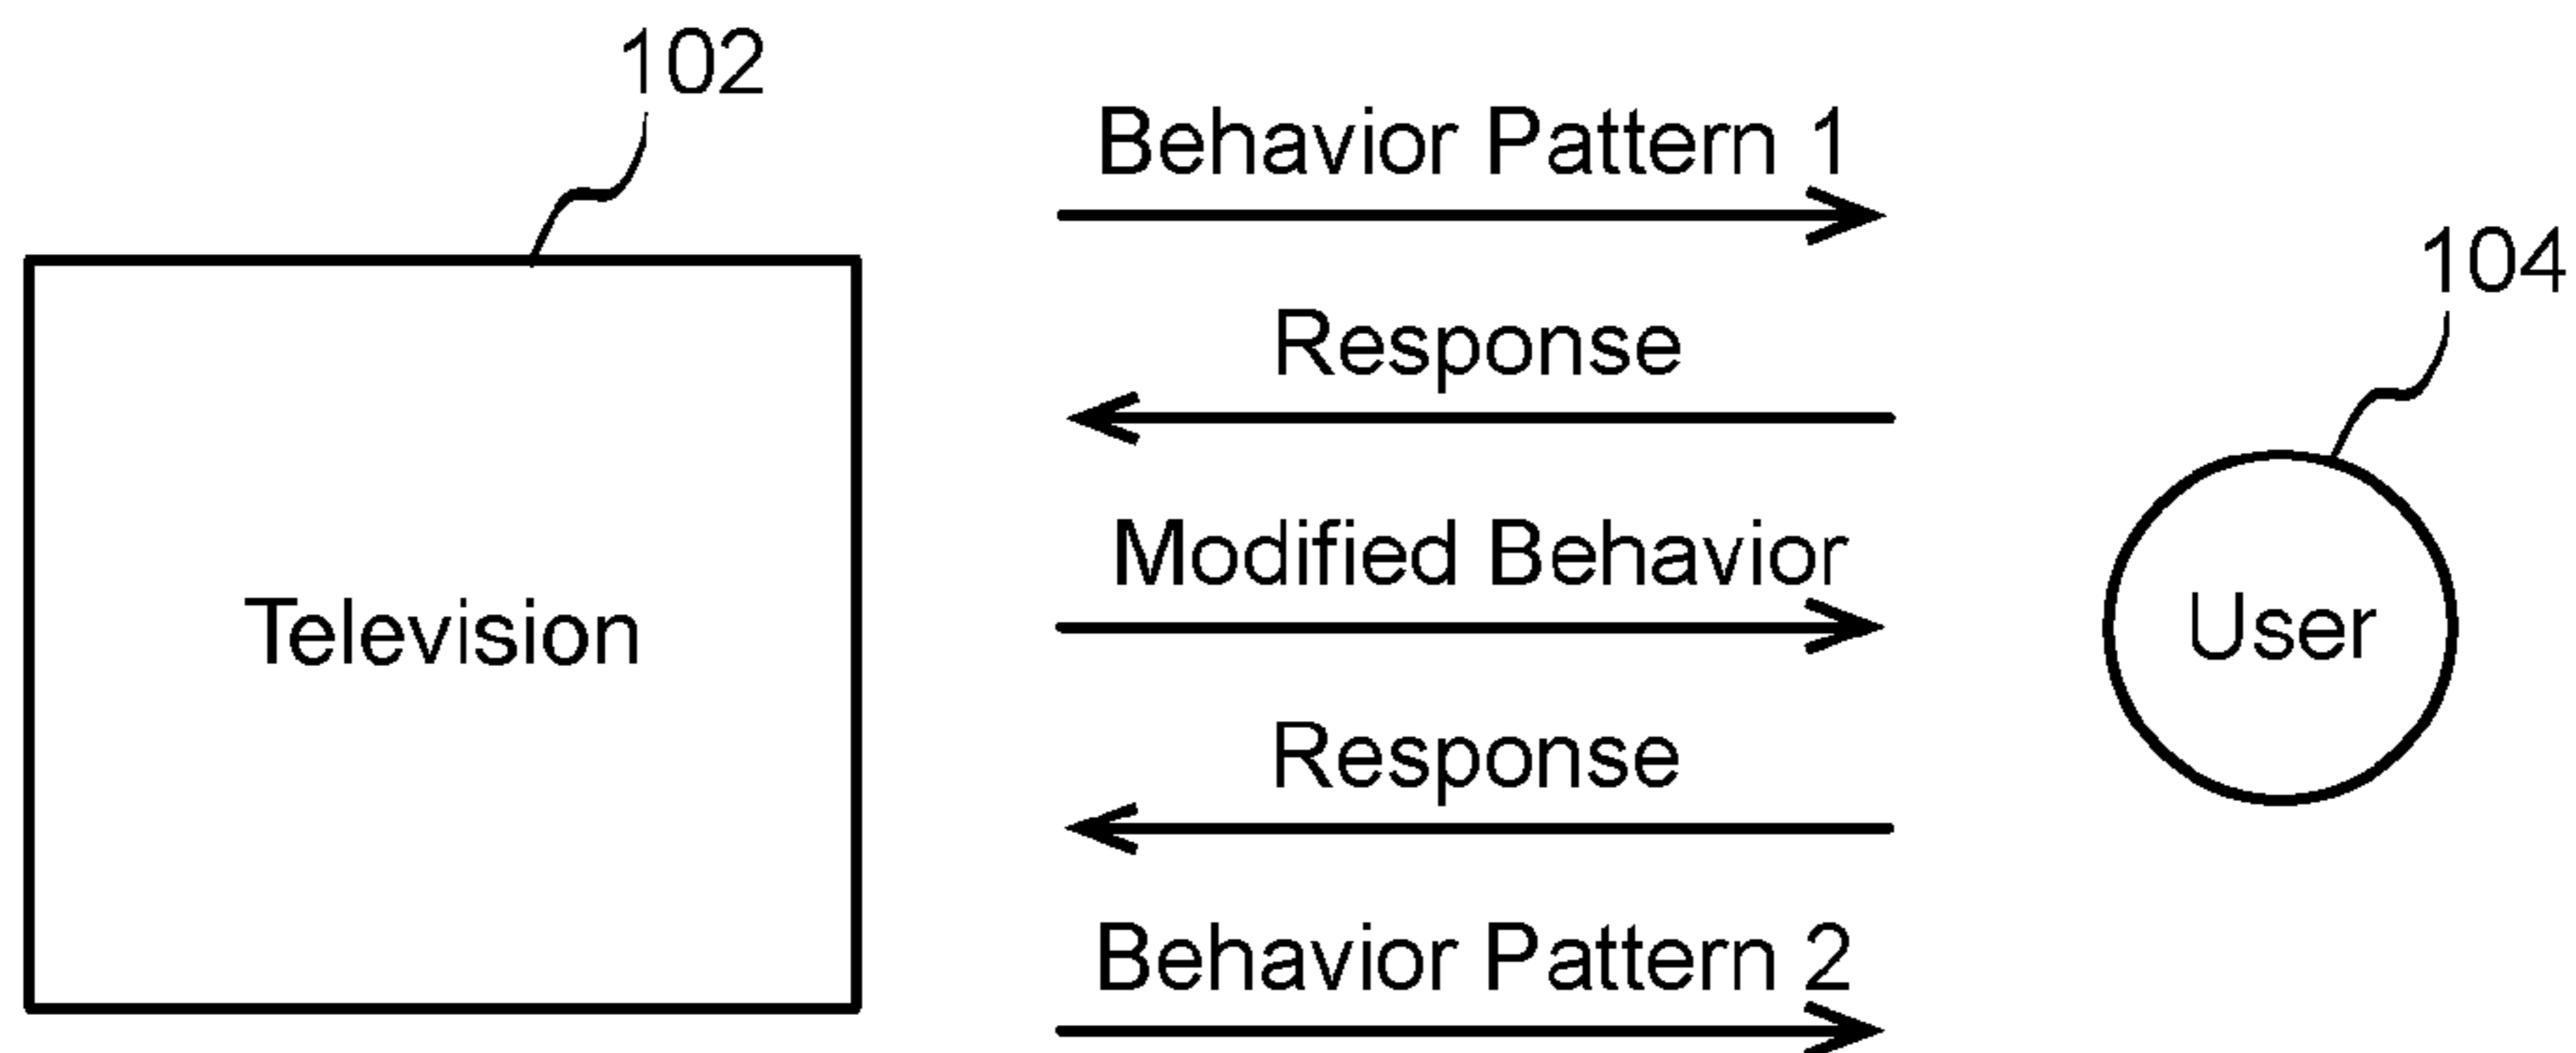 102
Behavior Pattern 1
104
Response
Modified Behavior
Television
User
Response
Behavior Pattern 2